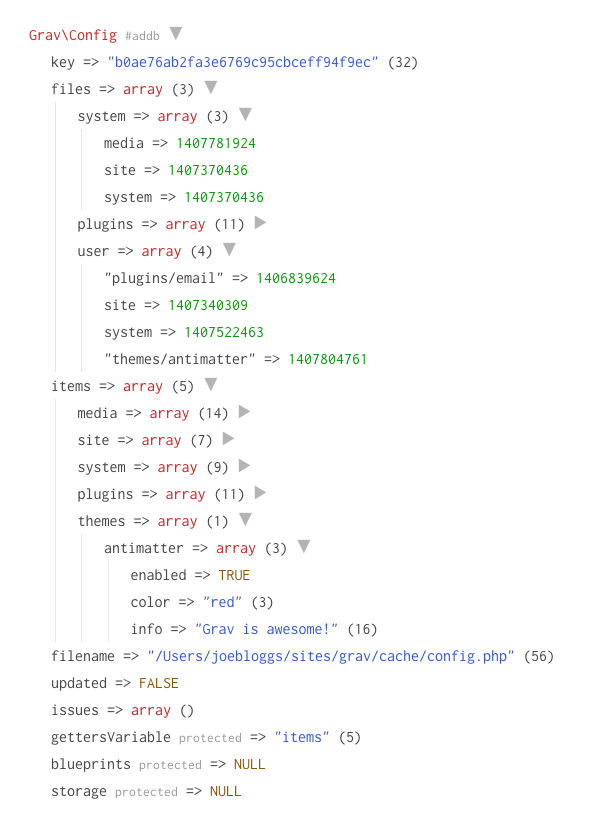 Grav\Config #addb ▼
key => "b0ae76ab2fa3e6769c95cbceff94f9ec" (32)
files => array (3) ▼
system => array (3) ▼
media => 1407781924
site => 1407370436
system => 1407370436
plugins => array (11) ▶
user => array (4) ▼
"plugins/email" => 1406839624
site => 1407340309
system => 1407522463
"themes/antimatter" => 1407804761
items => array (5) ▼
media => array (14) ▶
site => array (7) ▶
system => array (9) ▶
plugins => array (11) ▶
themes => array (1) ▼
antimatter => array (3) ▼
enabled => TRUE
color => "red" (3)
info => "Grav is awesome!" (16)
filename => "/Users/joebloggs/sites/grav/cache/config.php" (56)
updated => FALSE
issues => array ()
gettersVariable protected => "items" (5)
blueprints protected => NULL
storage protected => NULL